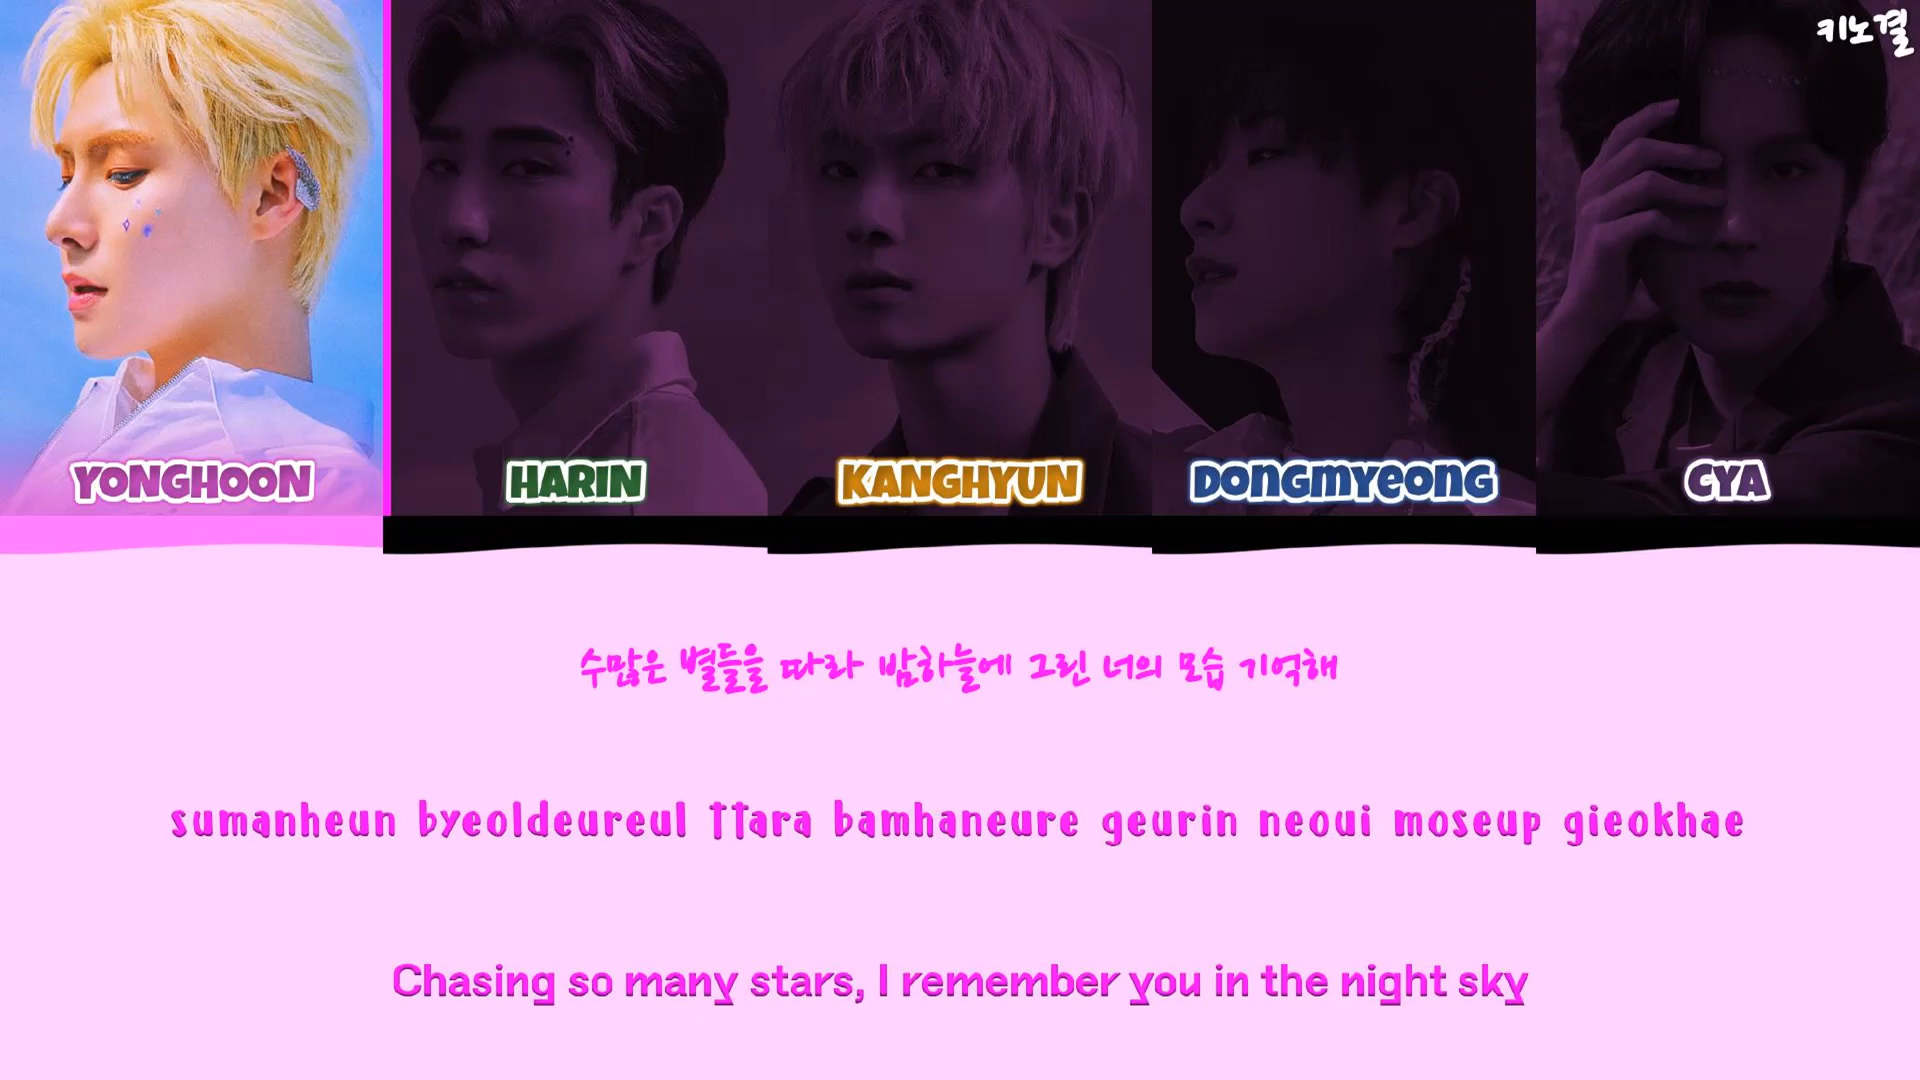 키노결
YONGHOON HARIN KANGHYUN DONGMYEONG CYA
수많은 별들을 따라 밤하늘에 그린 너의 모습 기억해
sumanheun byeoldeureul ttara bamhaneure geurin neoui moseup gieokhae
Chasing so many stars, I remember you in the night sky